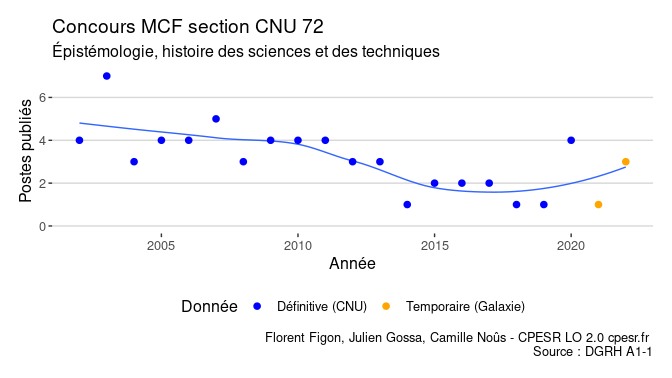 Concours MCF section CNU 72
Épistémologie, histoire des sciences et des techniques
Postes publiés
6
4
2
0
2005 2010 2015 2020
Année
Donnée Définitive (CNU) Temporaire (Galaxie)
Florent Figon, Julien Gossa, Camille Noûs - CPESR LO 2.0 cpesr.fr
Source : DGRH A1-1